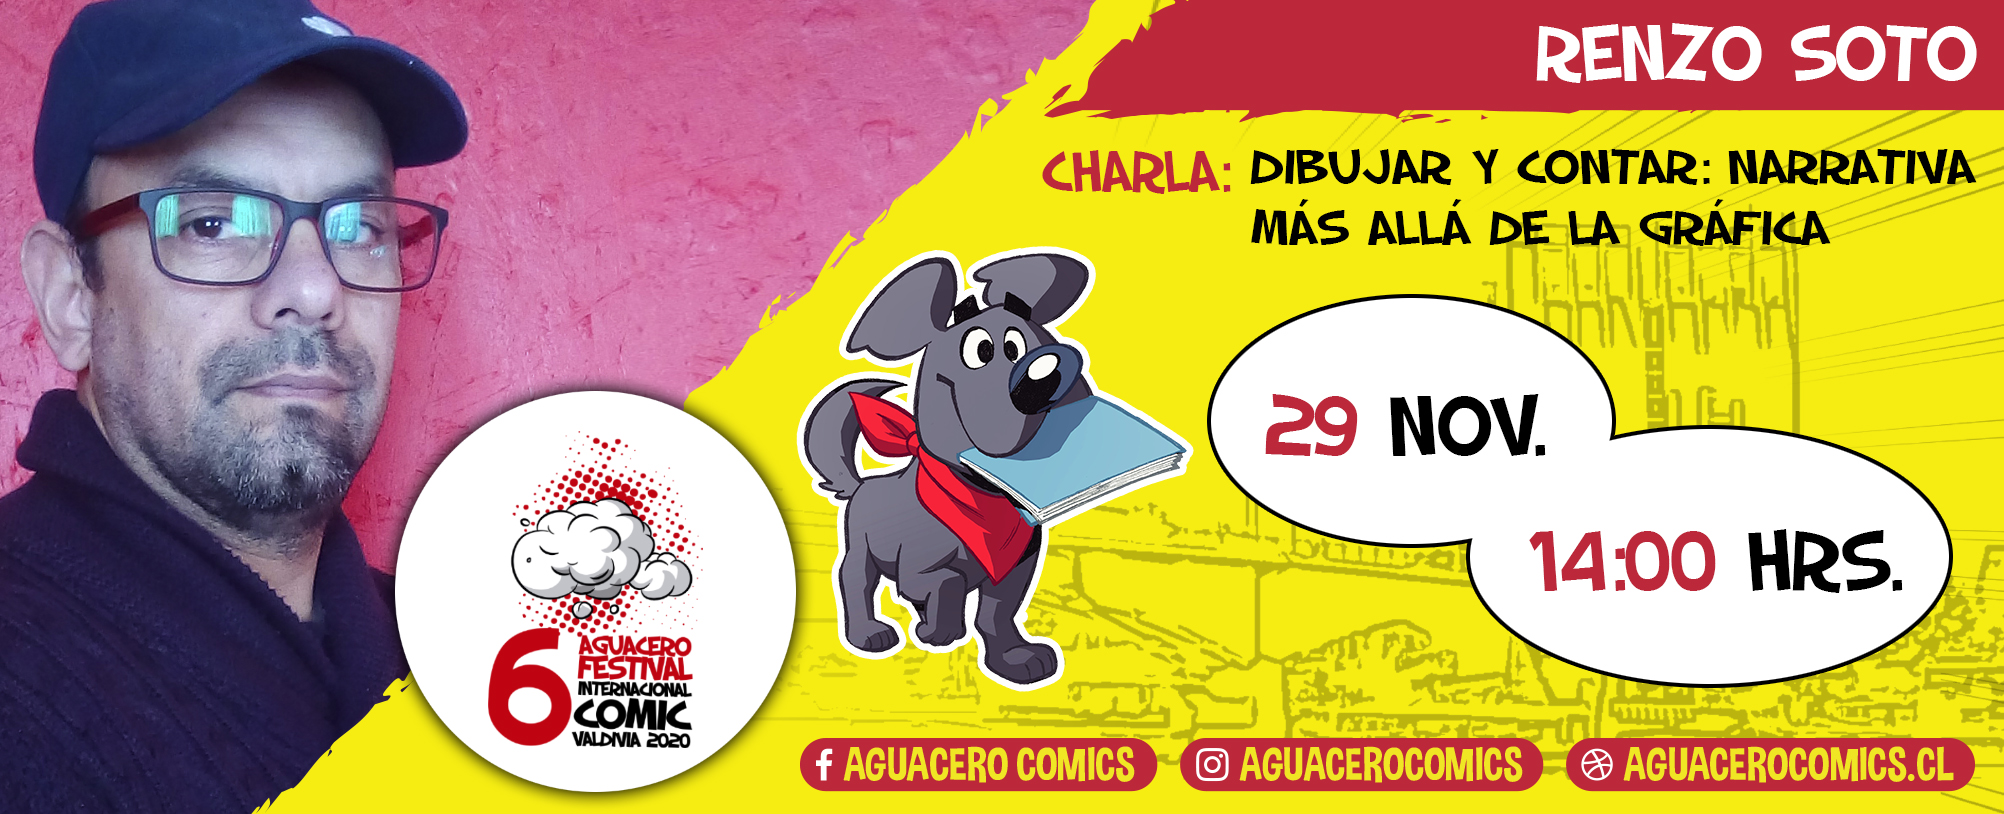 RENZO SOTO
CHARLA: DIBUJAR Y CONTAR: NARRATIVA
MÁS ALLÁ DE LA GRÁFICA
29 NOV.
14:00 HRS.
6
AGUACERO
FESTIVAL
INTERNACIONAL
COMIC
VALDIVIA 2020
AGUACERO COMICS
AGUACEROCOMICS
AGUACEROCOMICS.CL